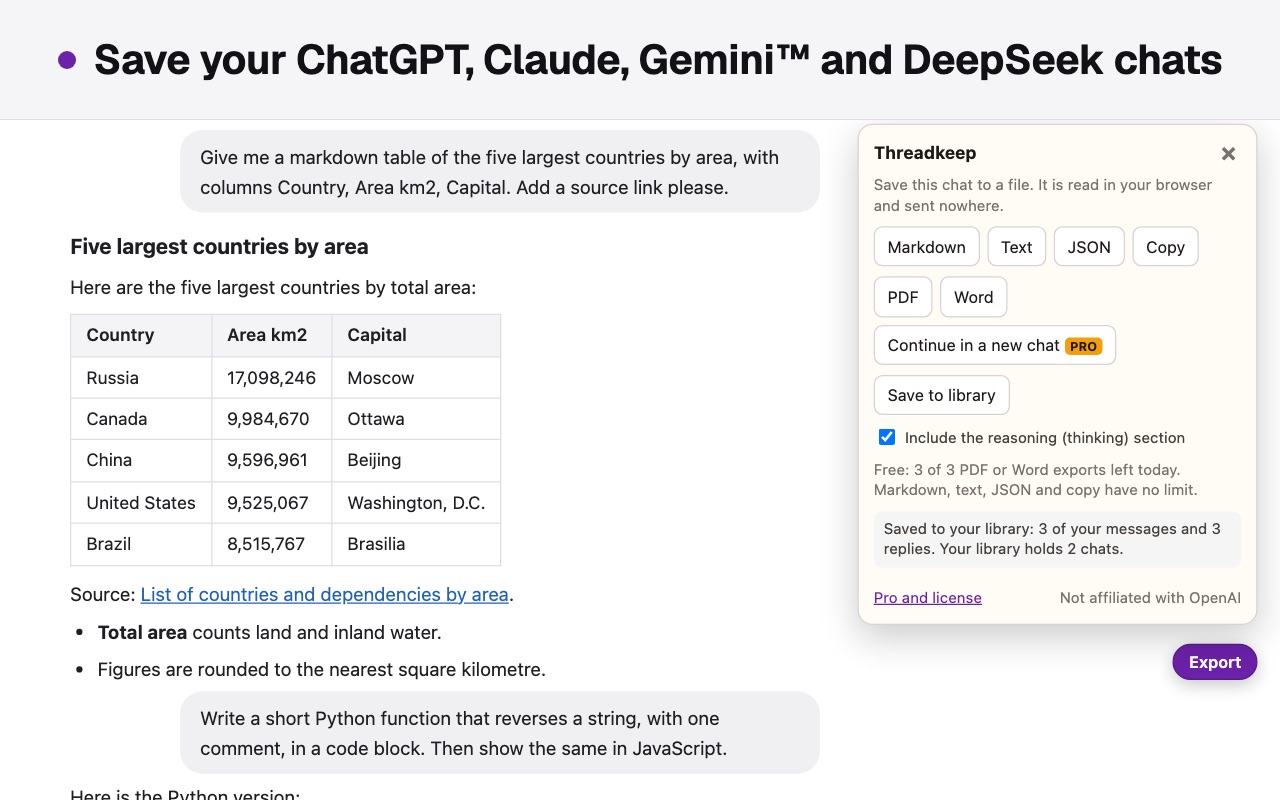 Save your ChatGPT, Claude, Gemini™ and DeepSeek chats
Give me a markdown table of the five largest countries by area, with
columns Country, Area km2, Capital. Add a source link please.
Five largest countries by area
Here are the five largest countries by total area:
Country Area km2 Capital
Russia 17,098,246 Moscow
Canada 9,984,670 Ottawa
China 9,596,961 Beijing
United States 9,525,067 Washington, D.C.
Brazil 8,515,767 Brasilia
Source: List of countries and dependencies by area.
• Total area counts land and inland water.
• Figures are rounded to the nearest square kilometre.
Write a short Python function that reverses a string, with one
comment, in a code block. Then show the same in JavaScript.
Here is the Python version:
Threadkeep
Save this chat to a file. It is read in your browser
and sent nowhere.
Markdown Text JSON Copy
PDF Word
Continue in a new chat PRO
Save to library
Include the reasoning (thinking) section
Free: 3 of 3 PDF or Word exports left today.
Markdown, text, JSON and copy have no limit.
Saved to your library: 3 of your messages and 3
replies. Your library holds 2 chats.
Pro and license Not affiliated with OpenAI
Export